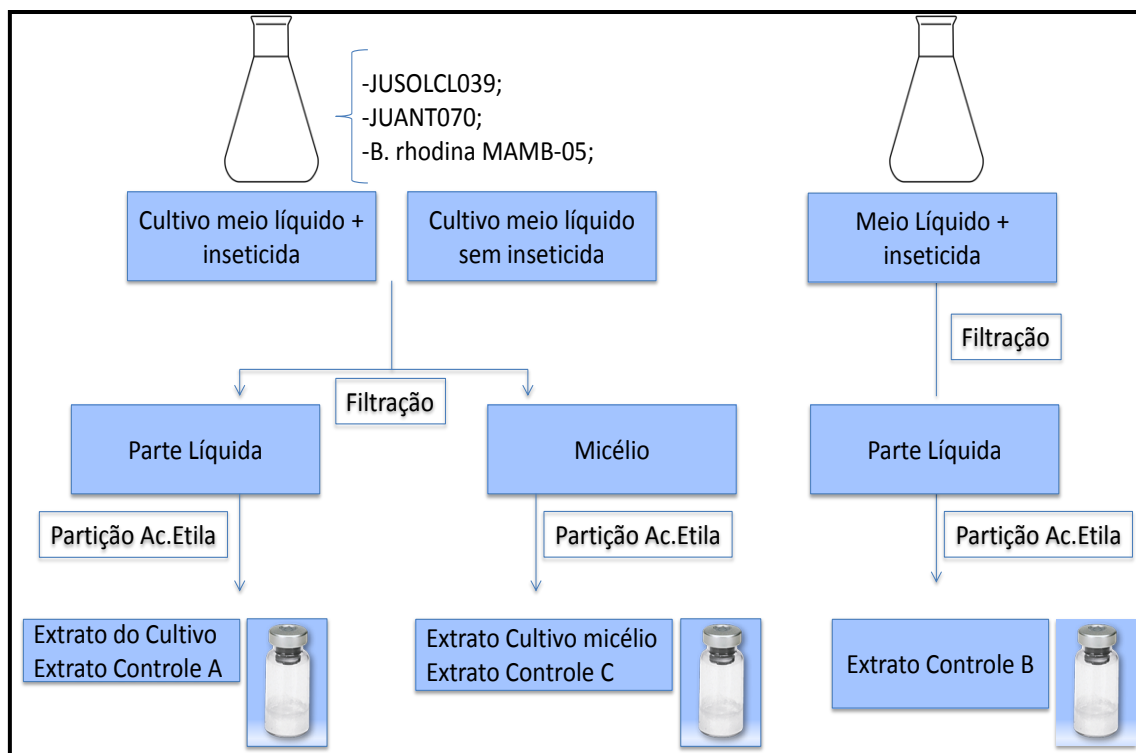 -JUSOLCL039;
-JUANT070;
-B. rhodina MAMB-05;
Cultivo meio líquido +
inseticida
Cultivo meio líquido
sem inseticida
Meio Líquido +
inseticida
Filtração
Filtração
Parte Líquida
Micélio
Parte Líquida
Partição Ac.Etila
Partição Ac.Etila
Partição Ac.Etila
Extrato do Cultivo
Extrato Controle A
Extrato Cultivo micélio
Extrato Controle C
Extrato Controle B